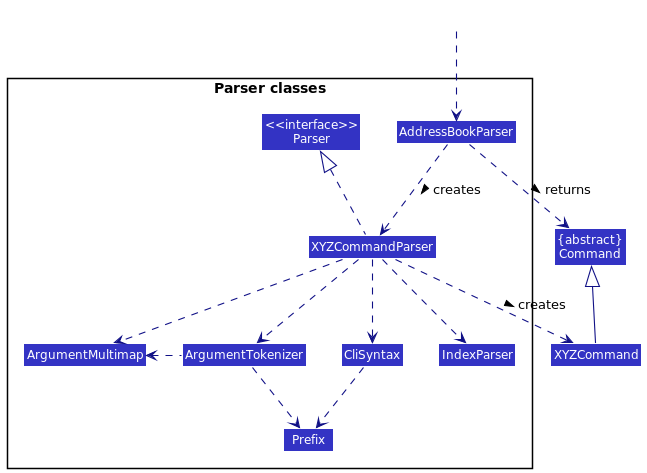 Parser classes
<<interface>>
Parser
AddressBookParser
creates
returns
XYZCommandParser
{abstract}
Command
creates
ArgumentMultimap
ArgumentTokenizer
CliSyntax
IndexParser
XYZCommand
Prefix